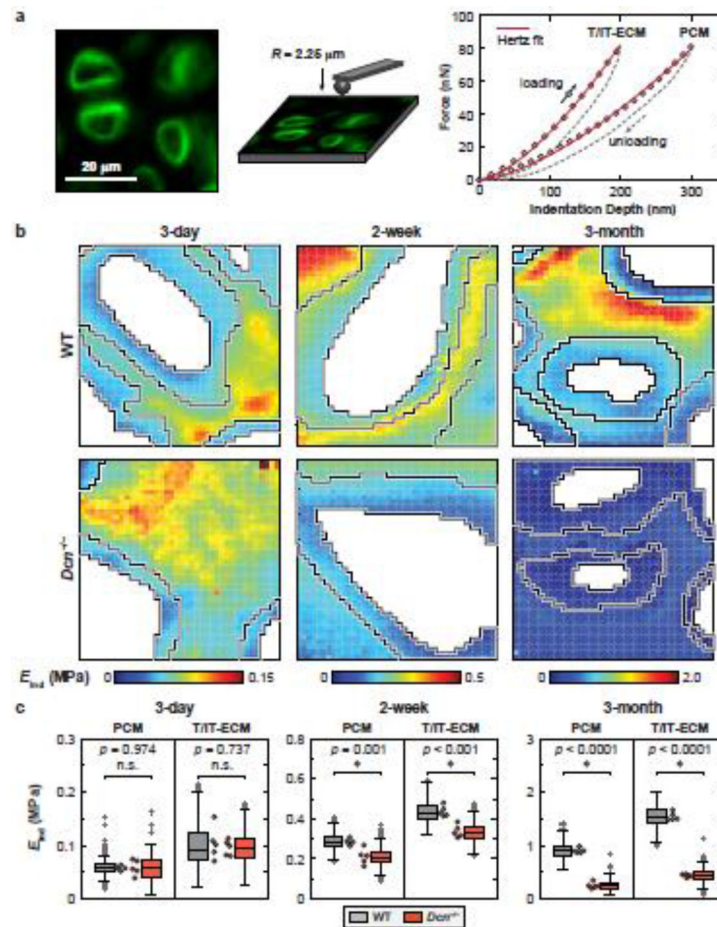 a
R = 2.25 μm
20 μm
Hertz fit
T/IT-ECM
PCM
loading
unloading
Force (nN)
100
80
60
40
20
0
0
100
200
300
Indentation Depth (nm)
b
3-day
2-week
3-month
WT
Dcn⁻/⁻
E_ind (MPa)
0
0.15
0
0.5
0
2.0
c
3-day
2-week
3-month
PCM
T/IT-ECM
PCM
T/IT-ECM
PCM
T/IT-ECM
p = 0.974
p = 0.737
p = 0.001
p < 0.001
p < 0.0001
p < 0.0001
n.s.
n.s.
*
*
*
*
E_ind (MPa)
0.3
0.2
0.1
0
0.8
0.6
0.4
0.2
0
3
2
1
0
WT
Dcn⁻/⁻